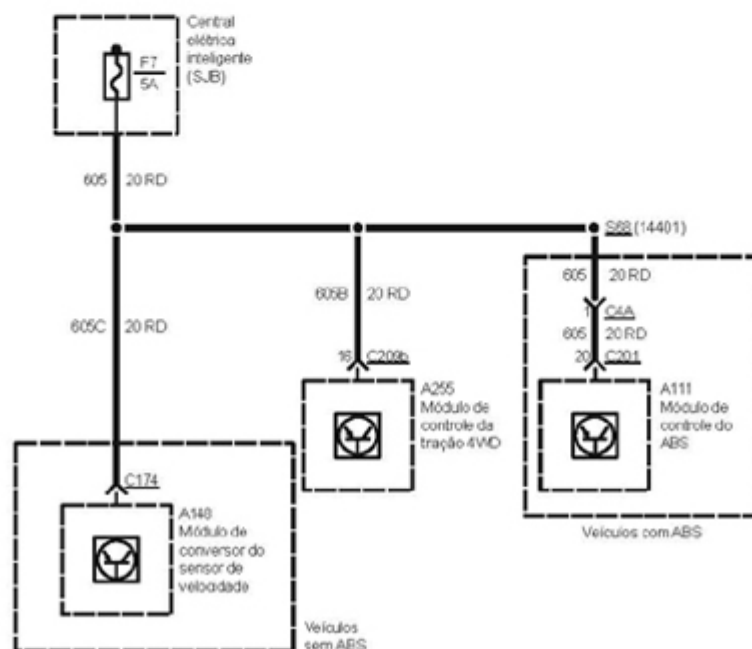 Central
elétrica
inteligente
(SJB)
F7
5A
605 20 RD
S68 (14401)
605 20 RD
605B 20 RD
1 C4A
605C 20 RD
605 20 RD
16 C209b
20 C201
A255
Módulo de
controle da
tração 4WD
A111
Módulo de
controle do
ABS
C174
A148
Módulo de
conversor do
sensor de
velocidade
Veículos com ABS
Veículos
sem ABS